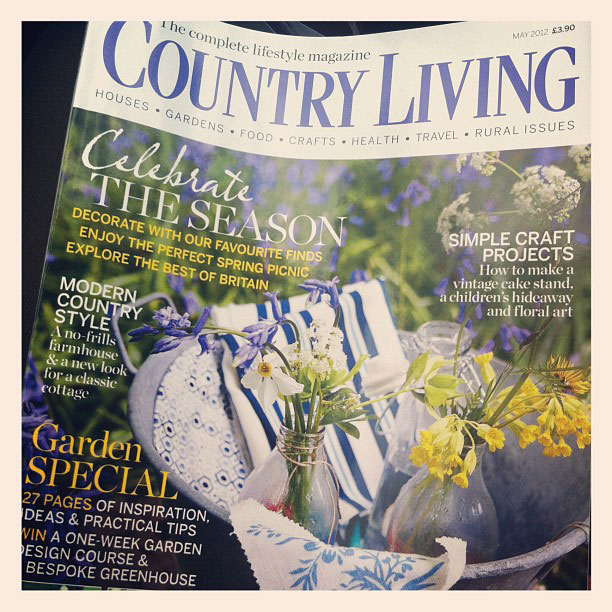 The complete lifestyle magazine
MAY 2012 £3.90
COUNTRY LIVING
HOUSES • GARDENS • FOOD • CRAFTS • HEALTH • TRAVEL • RURAL ISSUES
Celebrate
THE SEASON
DECORATE WITH OUR FAVOURITE FINDS
ENJOY THE PERFECT SPRING PICNIC
EXPLORE THE BEST OF BRITAIN
SIMPLE CRAFT
PROJECTS
How to make a
vintage cake stand,
a children's hideaway
and floral art
MODERN
COUNTRY
STYLE
A no-frills
farmhouse
& a new look
for a classic
cottage
Garden
SPECIAL
27 PAGES OF INSPIRATION,
IDEAS & PRACTICAL TIPS
WIN A ONE-WEEK GARDEN
DESIGN COURSE &
BESPOKE GREENHOUSE